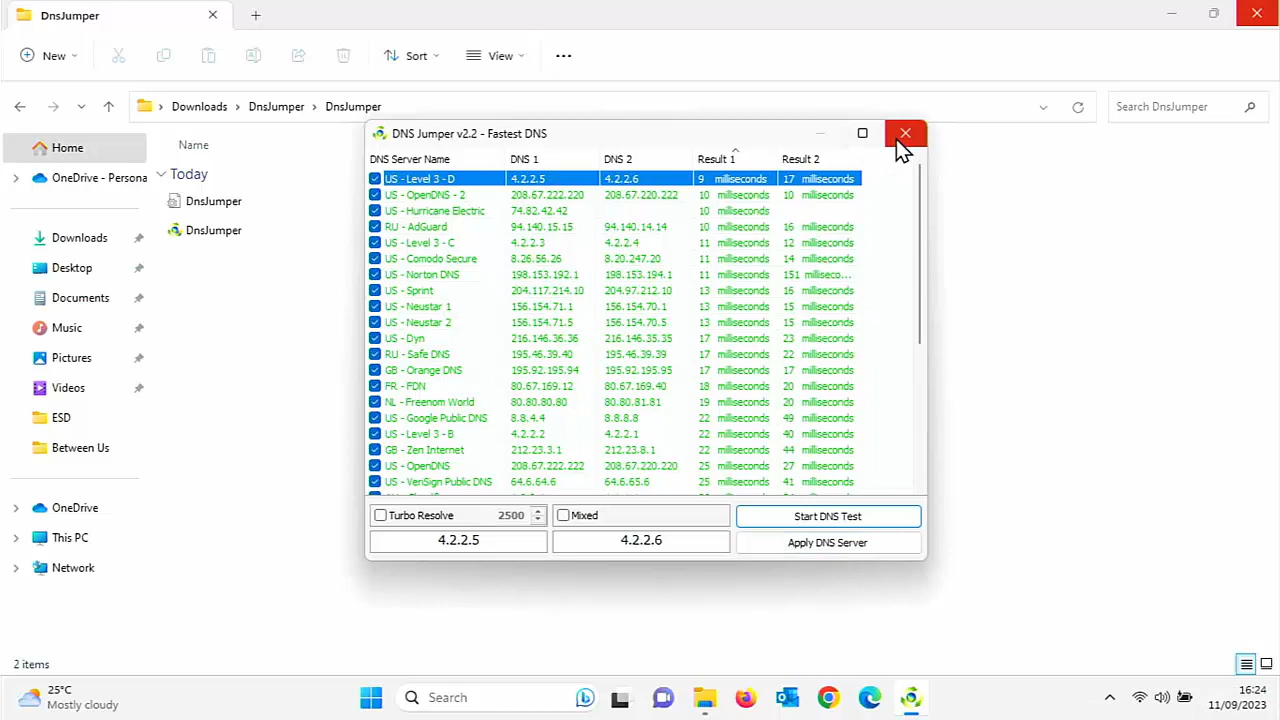 DnsJumper
New
Sort
View
Downloads
DnsJumper
DnsJumper
Search DnsJumper
Home
OneDrive - Persona
Downloads
Desktop
Documents
Music
Pictures
Videos
ESD
Between Us
OneDrive
This PC
Network
Name
Today
DnsJumper
DnsJumper
DNS Jumper v2.2 - Fastest DNS
DNS Server Name DNS 1 DNS 2 Result 1 Result 2
US - Level 3 - D 4.2.2.5 4.2.2.6 9 milliseconds 17 milliseconds
US - OpenDNS - 2 208.67.222.220 208.67.220.222 10 milliseconds 10 milliseconds
US - Hurricane Electric 74.82.42.42 10 milliseconds
RU - AdGuard 94.140.15.15 94.140.14.14 10 milliseconds 16 milliseconds
US - Level 3 - C 4.2.2.3 4.2.2.4 11 milliseconds 12 milliseconds
US - Comodo Secure 8.26.56.26 8.20.247.20 11 milliseconds 14 milliseconds
US - Norton DNS 198.153.192.1 198.153.194.1 11 milliseconds 151 milliseco...
US - Sprint 204.117.214.10 204.97.212.10 13 milliseconds 16 milliseconds
US - Neustar 1 156.154.71.1 156.154.70.1 13 milliseconds 15 milliseconds
US - Neustar 2 156.154.71.5 156.154.70.5 13 milliseconds 15 milliseconds
US - Dyn 216.146.36.36 216.146.35.35 17 milliseconds 23 milliseconds
RU - Safe DNS 195.46.39.40 195.46.39.39 17 milliseconds 22 milliseconds
GB - Orange DNS 195.92.195.94 195.92.195.95 17 milliseconds 17 milliseconds
FR - FDN 80.67.169.12 80.67.169.40 18 milliseconds 20 milliseconds
NL - Freenom World 80.80.80.80 80.80.81.81 19 milliseconds 20 milliseconds
US - Google Public DNS 8.8.4.4 8.8.8.8 22 milliseconds 49 milliseconds
US - Level 3 - B 4.2.2.2 4.2.2.1 22 milliseconds 40 milliseconds
GB - Zen Internet 212.23.3.1 212.23.8.1 22 milliseconds 44 milliseconds
US - OpenDNS 208.67.222.222 208.67.220.220 25 milliseconds 27 milliseconds
US - VeriSign Public DNS 64.6.64.6 64.6.65.6 25 milliseconds 41 milliseconds
Turbo Resolve 2500 Mixed Start DNS Test
4.2.2.5 4.2.2.6 Apply DNS Server
2 items
25°C
Mostly cloudy
Search
16:24
11/09/2023